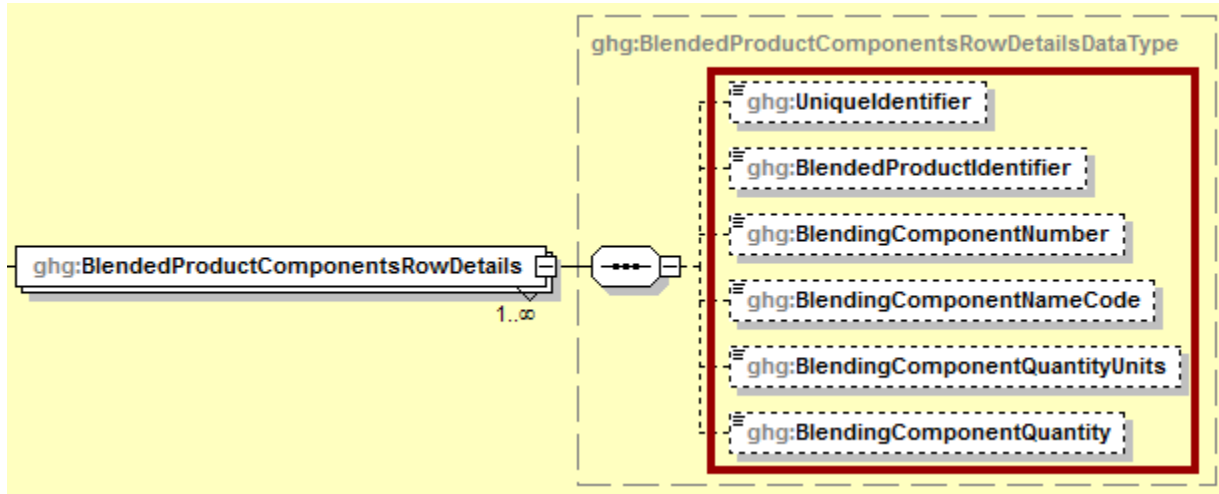 ghg:BlendedProductComponentsRowDetailsDataType
ghg:UniqueIdentifier
ghg:BlendedProductIdentifier
ghg:BlendingComponentNumber
ghg:BlendedProductComponentsRowDetails
1..∞
ghg:BlendingComponentNameCode
ghg:BlendingComponentQuantityUnits
ghg:BlendingComponentQuantity